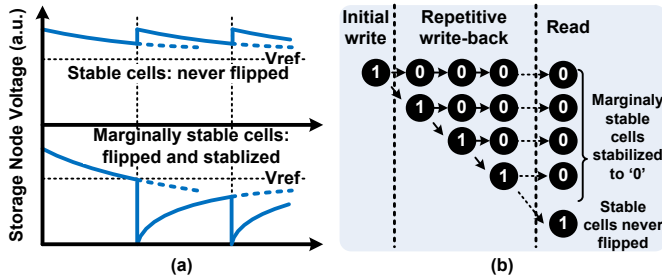 Storage Node Voltage (a.u.)
Vref
Stable cells: never flipped
Marginally stable cells:
flipped and stablized
Vref
(a)
Initial
write
Repetitive
write-back
Read
1 0 0 0 0
1 0 0 0
1 0 0
1 0
1
Marginally
stable
cells
stabilized
to ‘0’
Stable
cells never
flipped
(b)